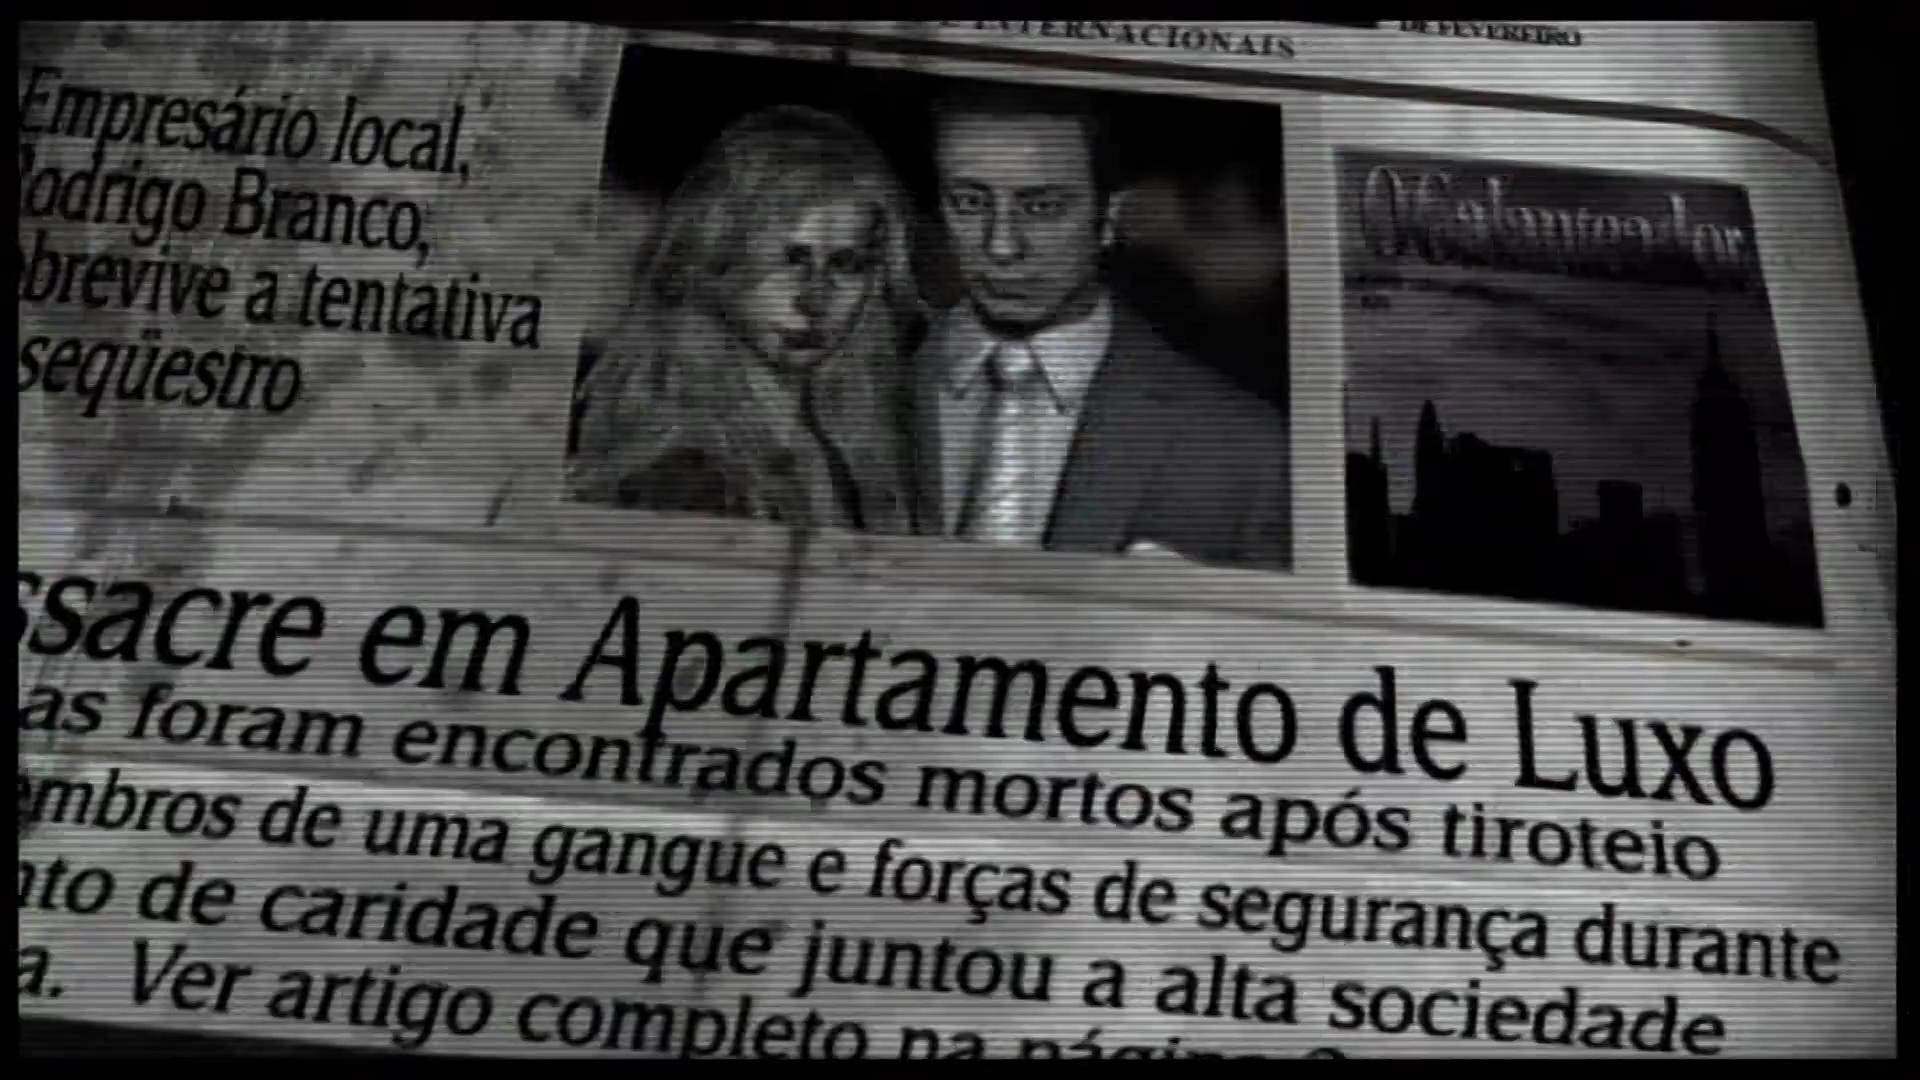 INTERNACIONAIS
DE FEVEREIRO
Empresário local,
odrigo Branco,
brevive a tentativa
seqüestro
ssacre em Apartamento de Luxo
as foram encontrados mortos após tiroteio
embros de uma gangue e forças de segurança durante
nto de caridade que juntou a alta sociedade
a. Ver artigo completo na página